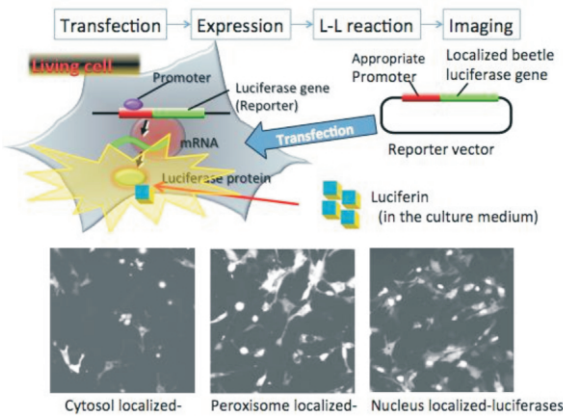 Transfection
Expression
L-L reaction
Imaging
Living cell
Promoter
Luciferase gene
(Reporter)
mRNA
Luciferase protein
Transfection
Appropriate
Promoter
Localized beetle
luciferase gene
Reporter vector
Luciferin
(in the culture medium)
Cytosol localized-
Peroxisome localized-
Nucleus localized-luciferases